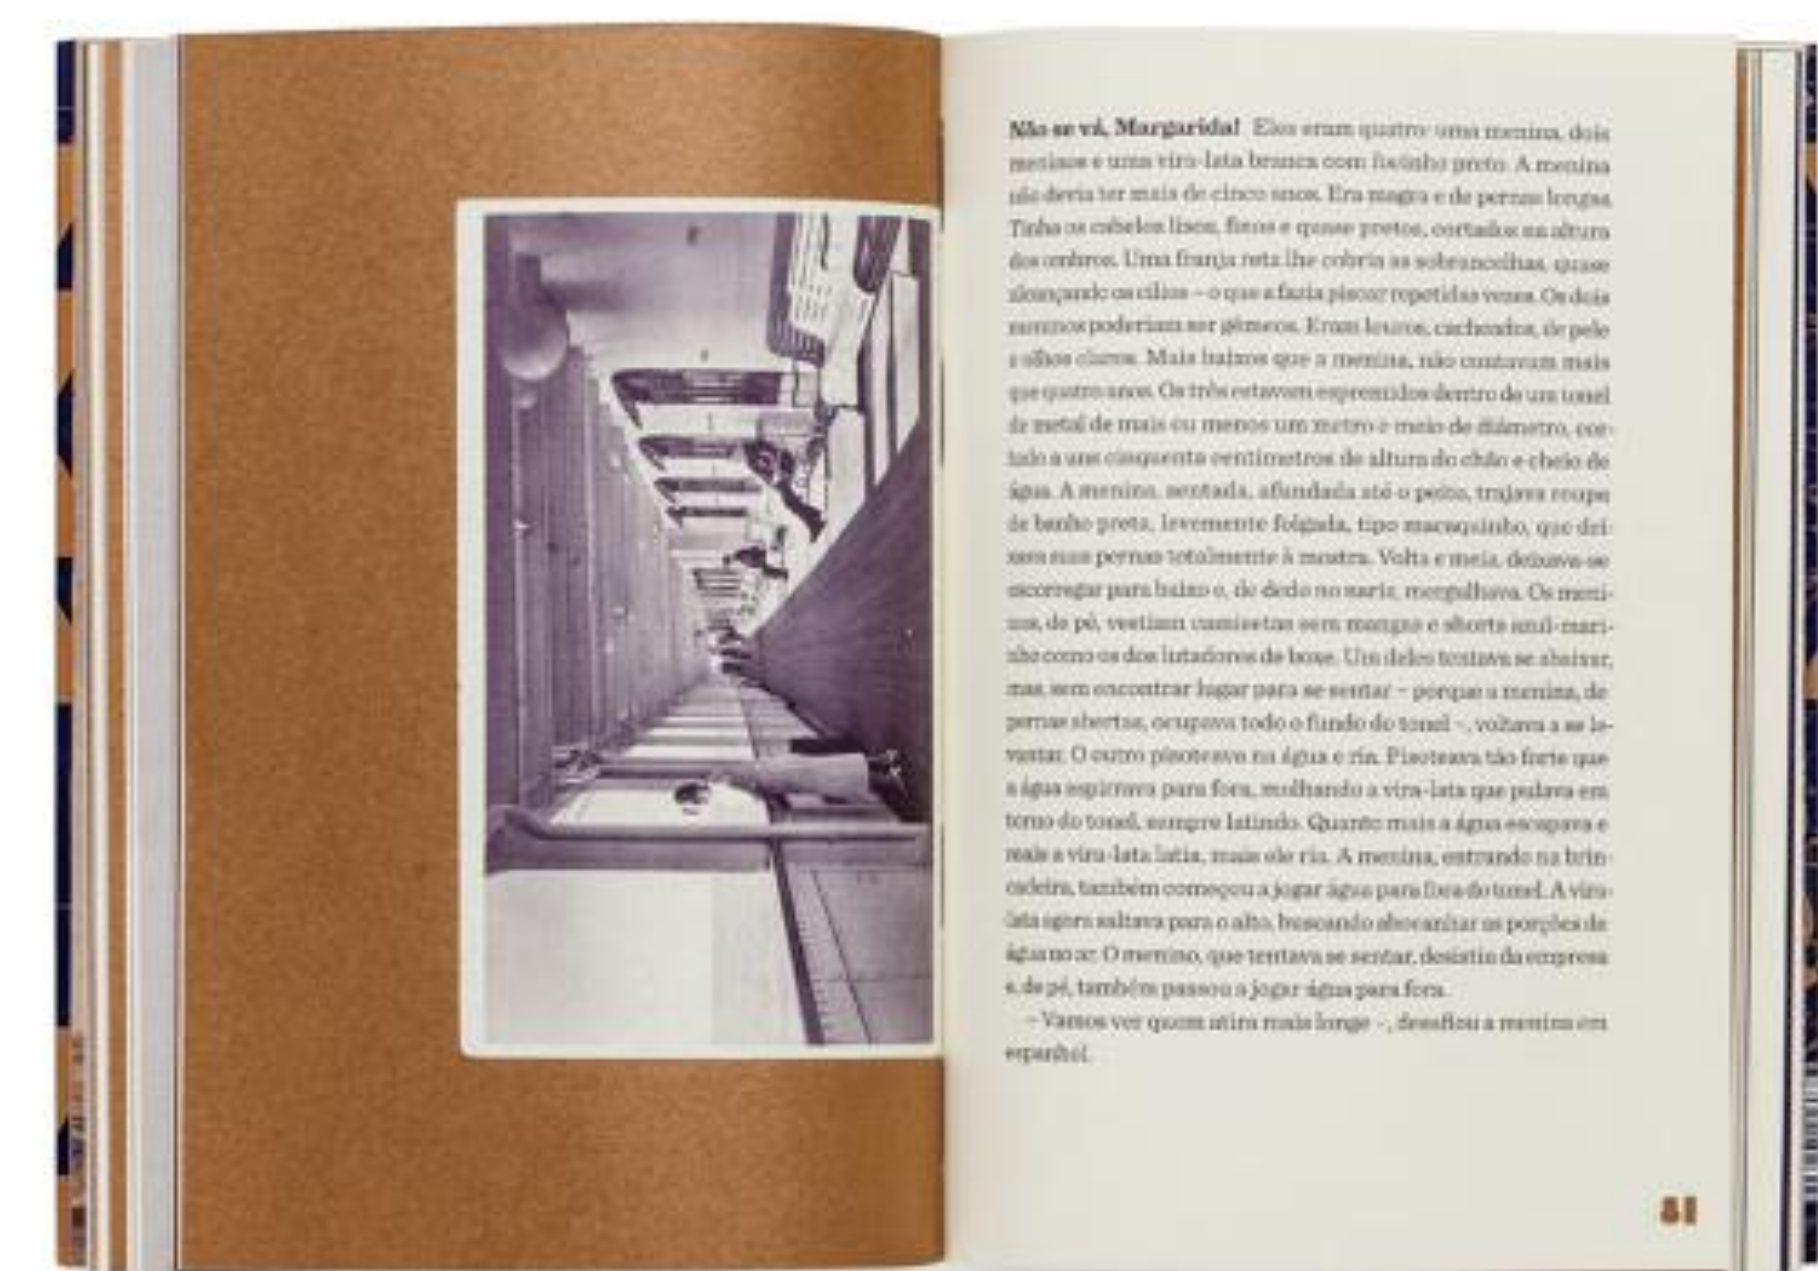 Não se vá, Margarida! Eles eram quatro: uma menina, dois
meninos e uma vira-lata branca com focinho preto. A menina
não devia ter mais de cinco anos. Era magra e de pernas longas.
Tinha os cabelos lisos, finos e quase pretos, cortados na altura
dos ombros. Uma franja reta lhe cobria as sobrancelhas, quase
alcançando os cílios – o que a fazia piscar repetidas vezes. Os dois
meninos poderiam ser gêmeos. Eram louros, cacheados, de pele
e olhos claros. Mais baixos que a menina, não contavam mais
que quatro anos. Os três estavam espremidos dentro de um tonel
de metal de mais ou menos um metro e meio de diâmetro, cor-
tado a uns cinquenta centímetros de altura do chão e cheio de
água. A menina, sentada, afundada até o peito, trajava roupa
de banho preta, levemente folgada, tipo macaquinho, que dei-
xava suas pernas totalmente à mostra. Volta e meia, deixava-se
escorregar para baixo e, de dedo no nariz, mergulhava. Os meni-
nos, de pé, vestiam camisetas sem mangas e shorts azul-mari-
nho como os dos lutadores de boxe. Um deles tentava se abaixar,
mas, sem encontrar lugar para se sentar – porque a menina, de
pernas abertas, ocupava todo o fundo do tonel –, voltava a se le-
vantar. O outro pisoteava na água e ria. Pisoteava tão forte que
a água espirrava para fora, molhando a vira-lata que pulava em
torno do tonel, sempre latindo. Quanto mais a água escapava e
mais a vira-lata latia, mais ele ria. A menina, entrando na brin-
cadeira, também começou a jogar água para fora do tonel. A vira-
lata agora saltava para o alto, buscando abocanhar as porções de
água no ar. O menino, que tentava se sentar, desistiu da empresa
e, de pé, também passou a jogar água para fora.
– Vamos ver quem atira mais longe –, desafiou a menina em
espanhol.
81